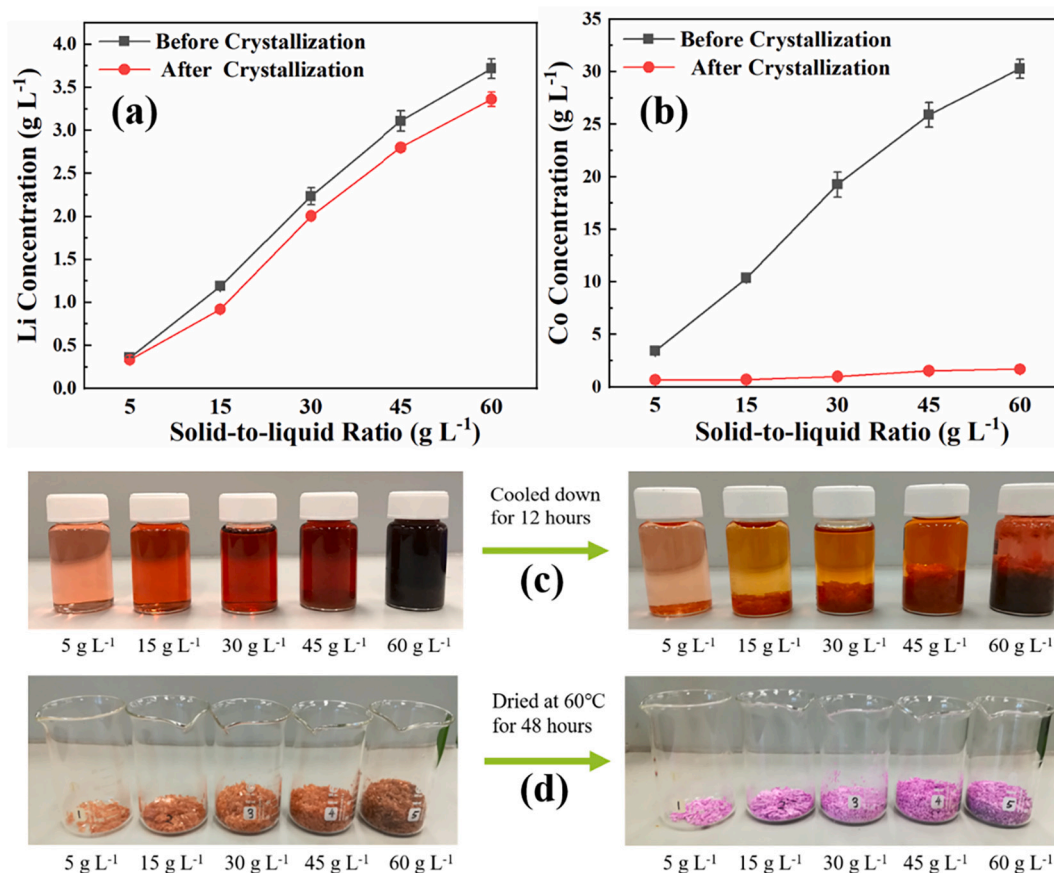 Before Crystallization
After Crystallization
(a)
Li Concentration (g L⁻¹)
4.0
3.5
3.0
2.5
2.0
1.5
1.0
0.5
0.0
5 15 30 45 60
Solid-to-liquid Ratio (g L⁻¹)
Before Crystallization
After Crystallization
(b)
Co Concentration (g L⁻¹)
35
30
25
20
15
10
5
0
5 15 30 45 60
Solid-to-liquid Ratio (g L⁻¹)
5 g L⁻¹ 15 g L⁻¹ 30 g L⁻¹ 45 g L⁻¹ 60 g L⁻¹
Cooled down
for 12 hours
(c)
5 g L⁻¹ 15 g L⁻¹ 30 g L⁻¹ 45 g L⁻¹ 60 g L⁻¹
1 3 4 5
5 g L⁻¹ 15 g L⁻¹ 30 g L⁻¹ 45 g L⁻¹ 60 g L⁻¹
Dried at 60℃
for 48 hours
(d)
1 3 4 5
5 g L⁻¹ 15 g L⁻¹ 30 g L⁻¹ 45 g L⁻¹ 60 g L⁻¹